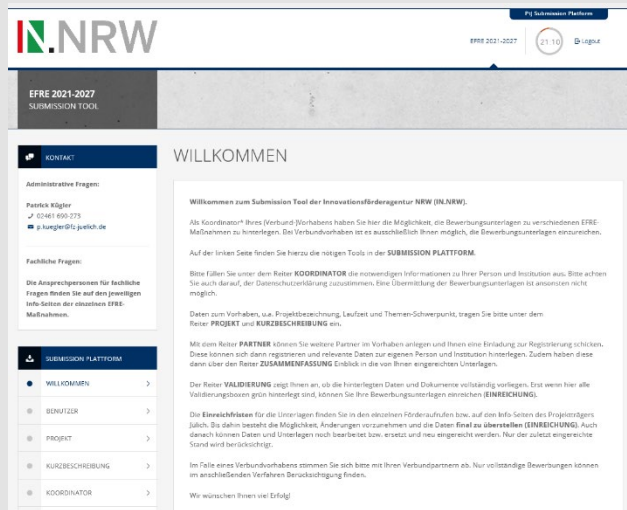 PtJ Submission Platform
IN.NRW
EFRE 2021-2027
21:10
Logout
EFRE 2021-2027
SUBMISSION TOOL
KONTAKT
Administrative Fragen:
Patrick Kügler
02461 690-275
p.kuegler@fz-juelich.de
Fachliche Fragen:
Die Ansprechpersonen für fachliche
Fragen finden Sie auf den jeweiligen
Info-Seiten der einzelnen EFRE-
Maßnahmen.
SUBMISSION PLATTFORM
WILLKOMMEN
BENUTZER
PROJEKT
KURZBESCHREIBUNG
KOORDINATOR
WILLKOMMEN
Willkommen zum Submission Tool der Innovationsförderagentur NRW (IN.NRW).
Als Koordinator* Ihres (Verbund-)Vorhabens haben Sie hier die Möglichkeit, die Bewerbungsunterlagen zu verschiedenen EFRE-
Maßnahmen zu hinterlegen. Bei Verbundvorhaben ist es ausschließlich Ihnen möglich, die Bewerbungsunterlagen einzureichen.
Auf der linken Seite finden Sie hierzu die nötigen Tools in der SUBMISSION PLATTFORM.
Bitte füllen Sie unter dem Reiter KOORDINATOR die notwendigen Informationen zu Ihrer Person und Institution aus. Bitte achten
Sie auch darauf, der Datenschutzerklärung zuzustimmen. Eine Übermittlung der Bewerbungsunterlagen ist ansonsten nicht
möglich.
Daten zum Vorhaben, u.a. Projektbezeichnung, Laufzeit und Themen-Schwerpunkt, tragen Sie bitte unter dem
Reiter PROJEKT und KURZBESCHREIBUNG ein.
Mit dem Reiter PARTNER können Sie weitere Partner im Vorhaben anlegen und Ihnen eine Einladung zur Registrierung schicken.
Diese können sich dann registrieren und relevante Daten zur eigenen Person und Institution hinterlegen. Zudem haben diese
dann über den Reiter ZUSAMMENFASSUNG Einblick in die von Ihnen eingereichten Unterlagen.
Der Reiter VALIDIERUNG zeigt Ihnen an, ob die hinterlegten Daten und Dokumente vollständig vorliegen. Erst wenn hier alle
Validierungsboxen grün hinterlegt sind, können Sie Ihre Bewerbungsunterlagen einreichen (EINREICHUNG).
Die Einreichfristen für die Unterlagen finden Sie in den einzelnen Förderaufrufen bzw. auf den Info-Seiten des Projektträgers
Jülich. Bis dahin besteht die Möglichkeit, Änderungen vorzunehmen und die Daten final zu überstellen (EINREICHUNG). Auch
danach können Daten und Unterlagen noch bearbeitet bzw. ersetzt und neu eingereicht werden. Nur der zuletzt eingereichte
Stand wird berücksichtigt.
Im Falle eines Verbundvorhabens stimmen Sie sich bitte mit Ihren Verbundpartnern ab. Nur vollständige Bewerbungen können
im anschließenden Verfahren Berücksichtigung finden.
Wir wünschen Ihnen viel Erfolg!